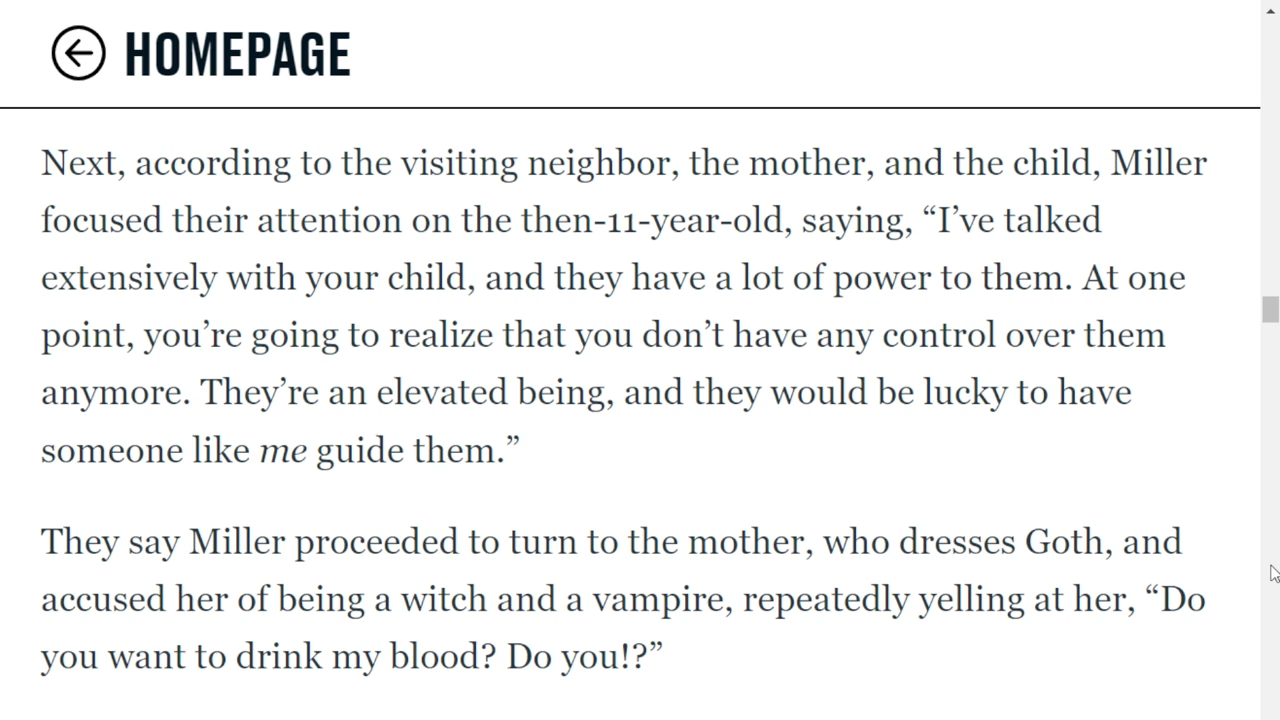 HOMEPAGE
Next, according to the visiting neighbor, the mother, and the child, Miller
focused their attention on the then-11-year-old, saying, “I’ve talked
extensively with your child, and they have a lot of power to them. At one
point, you’re going to realize that you don’t have any control over them
anymore. They’re an elevated being, and they would be lucky to have
someone like me guide them.”
They say Miller proceeded to turn to the mother, who dresses Goth, and
accused her of being a witch and a vampire, repeatedly yelling at her, “Do
you want to drink my blood? Do you!?”